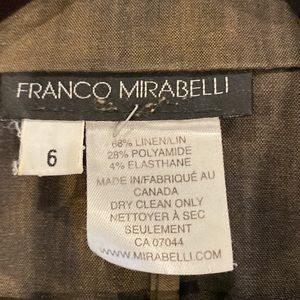 FRANCO MIRABELLI
6
68% LINEN/LIN
28% POLYAMIDE
4% ELASTHANE
MADE IN/FABRIQUÉ AU
CANADA
DRY CLEAN ONLY
NETTOYER À SEC
SEULEMENT
CA 07044
WWW.MIRABELLI.COM